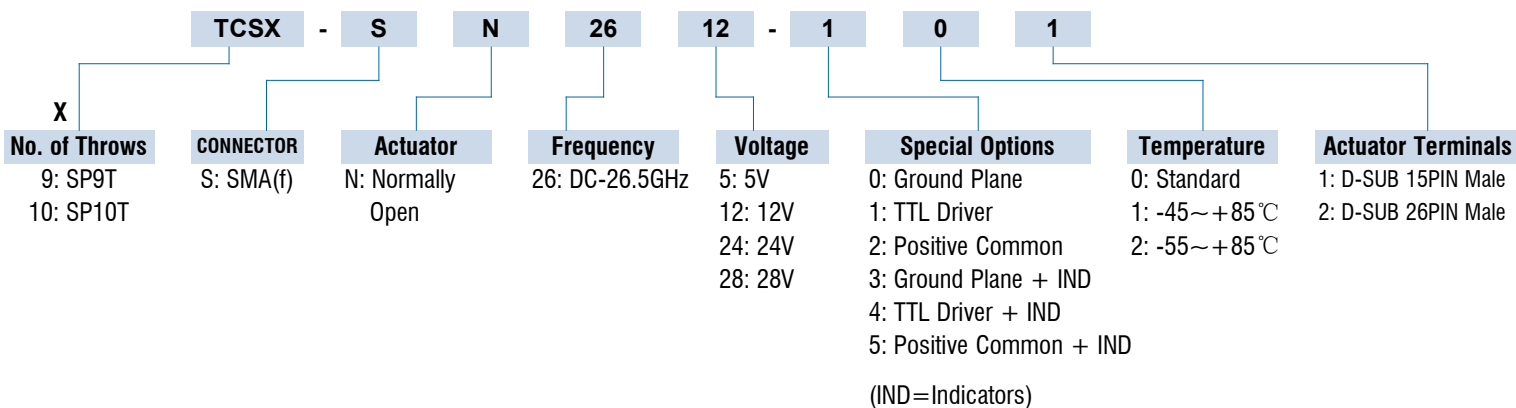 TCSX - S N 26 12 - 1 0 1
X
No. of Throws
9: SP9T
10: SP10T
CONNECTOR
S: SMA(f)
Actuator
N: Normally
Open
Frequency
26: DC-26.5GHz
Voltage
5: 5V
12: 12V
24: 24V
28: 28V
Special Options
0: Ground Plane
1: TTL Driver
2: Positive Common
3: Ground Plane + IND
4: TTL Driver + IND
5: Positive Common + IND
(IND=Indicators)
Temperature
0: Standard
1: -45~+85℃
2: -55~+85℃
Actuator Terminals
1: D-SUB 15PIN Male
2: D-SUB 26PIN Male